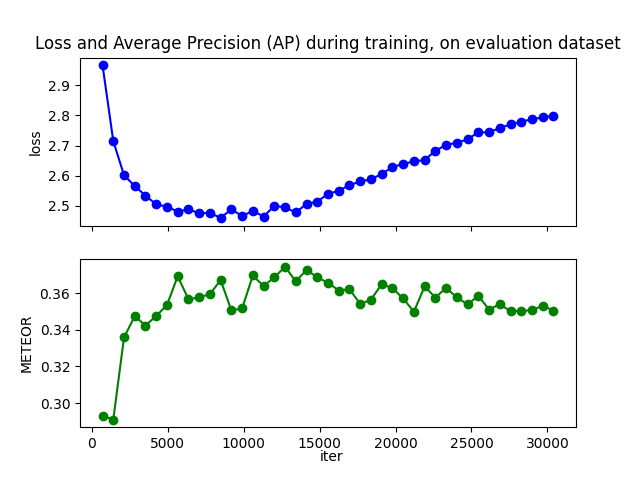 Loss and Average Precision (AP) during training, on evaluation dataset
2.9
2.8
2.7
2.6
2.5
loss
0.36
0.34
0.32
0.30
METEOR
0 5000 10000 15000 20000 25000 30000
iter